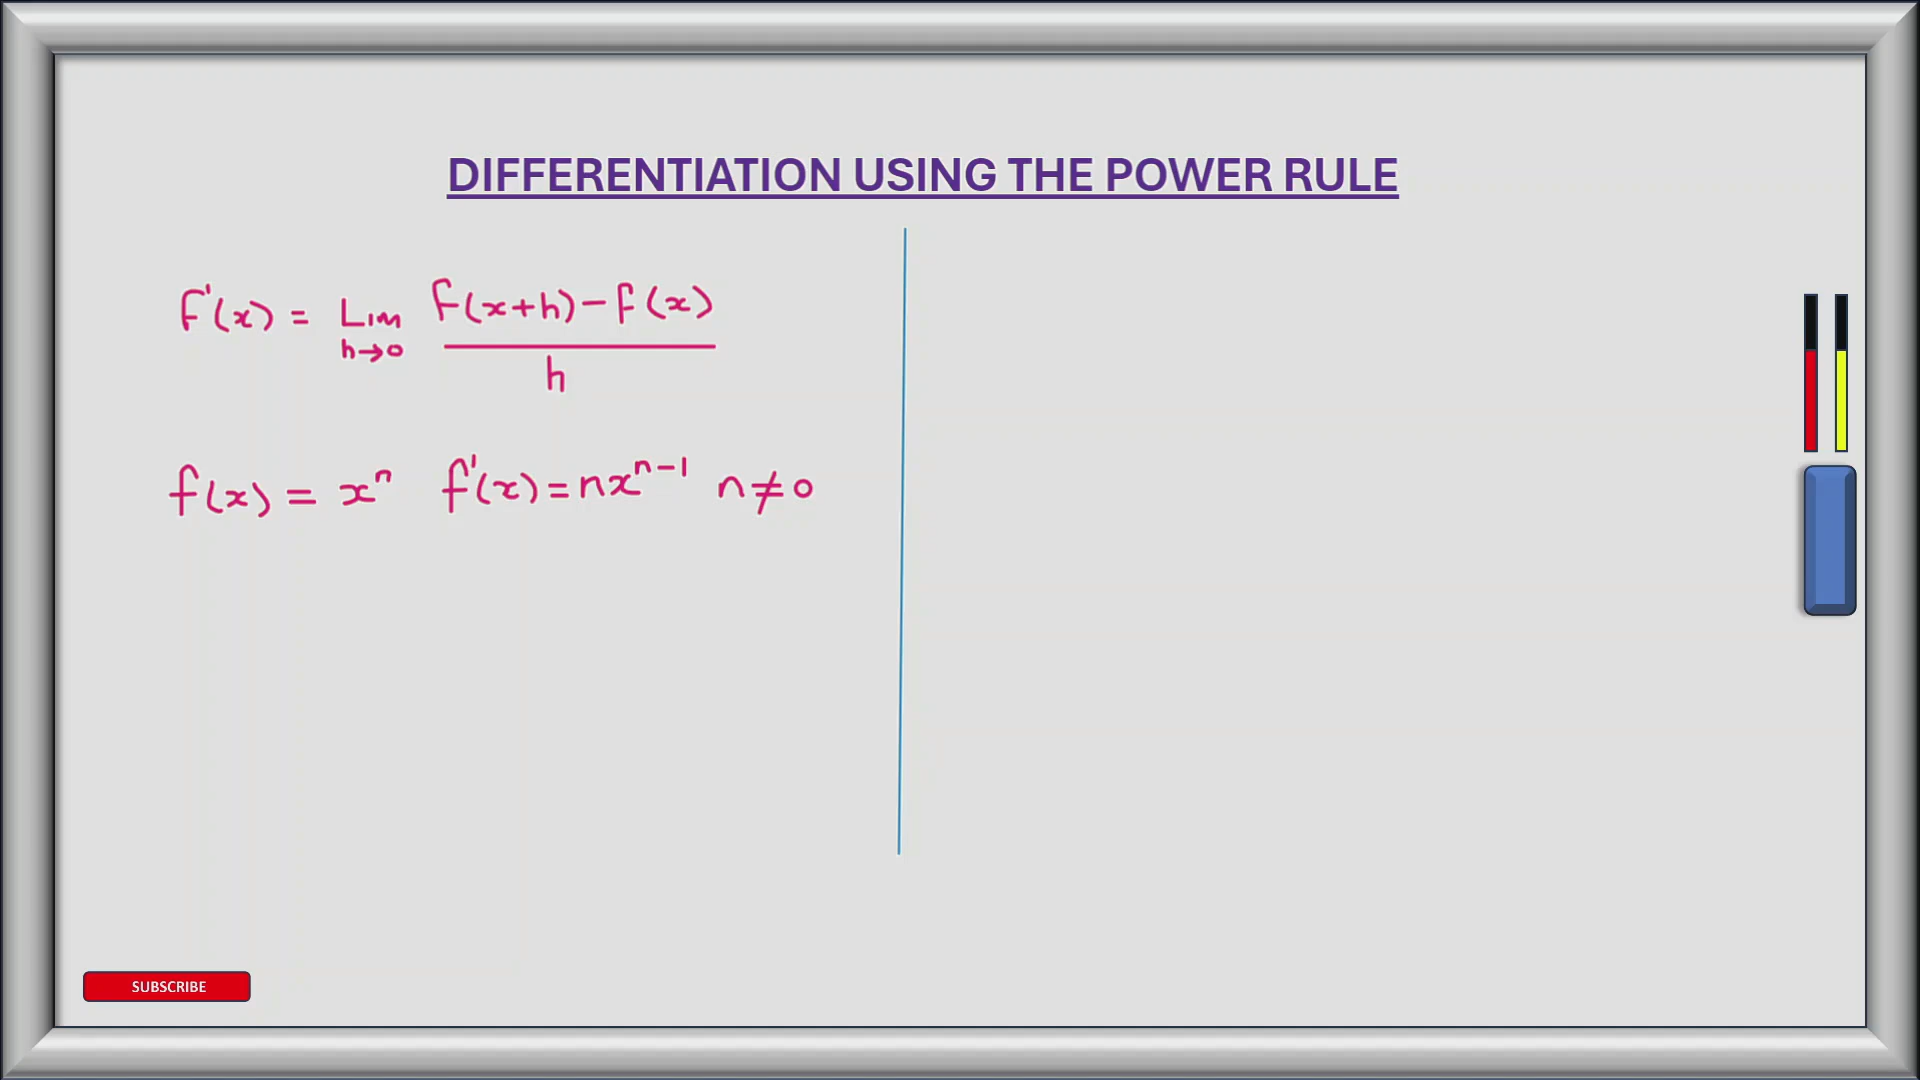 DIFFERENTIATION USING THE POWER RULE
f'(x) = Lim h→0 f(x+h) - f(x) / h
f(x) = xⁿ f'(x) = nxⁿ⁻¹ n ≠ 0
SUBSCRIBE